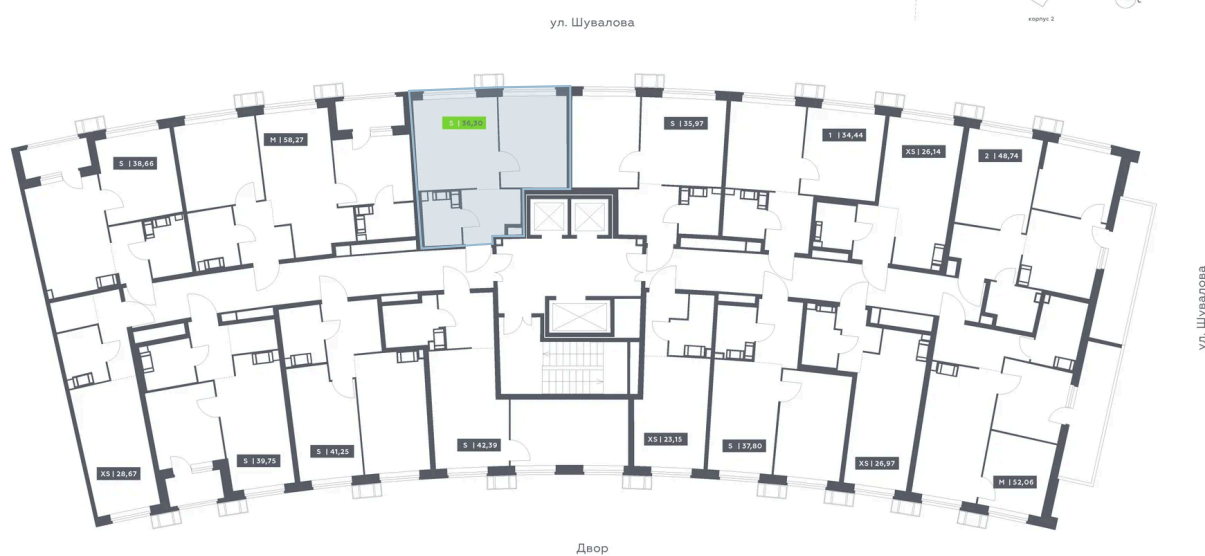 корпус 2
ул. Шувалова
S | 36,30
S | 35,97
1 | 34,44
M | 58,27
XS | 26,14
2 | 48,74
S | 38,66
ул. Шувалова
XS | 23,15
S | 42,39
S | 37,80
S | 41,25
S | 39,75
XS | 26,97
XS | 28,67
M | 52,06
Двор